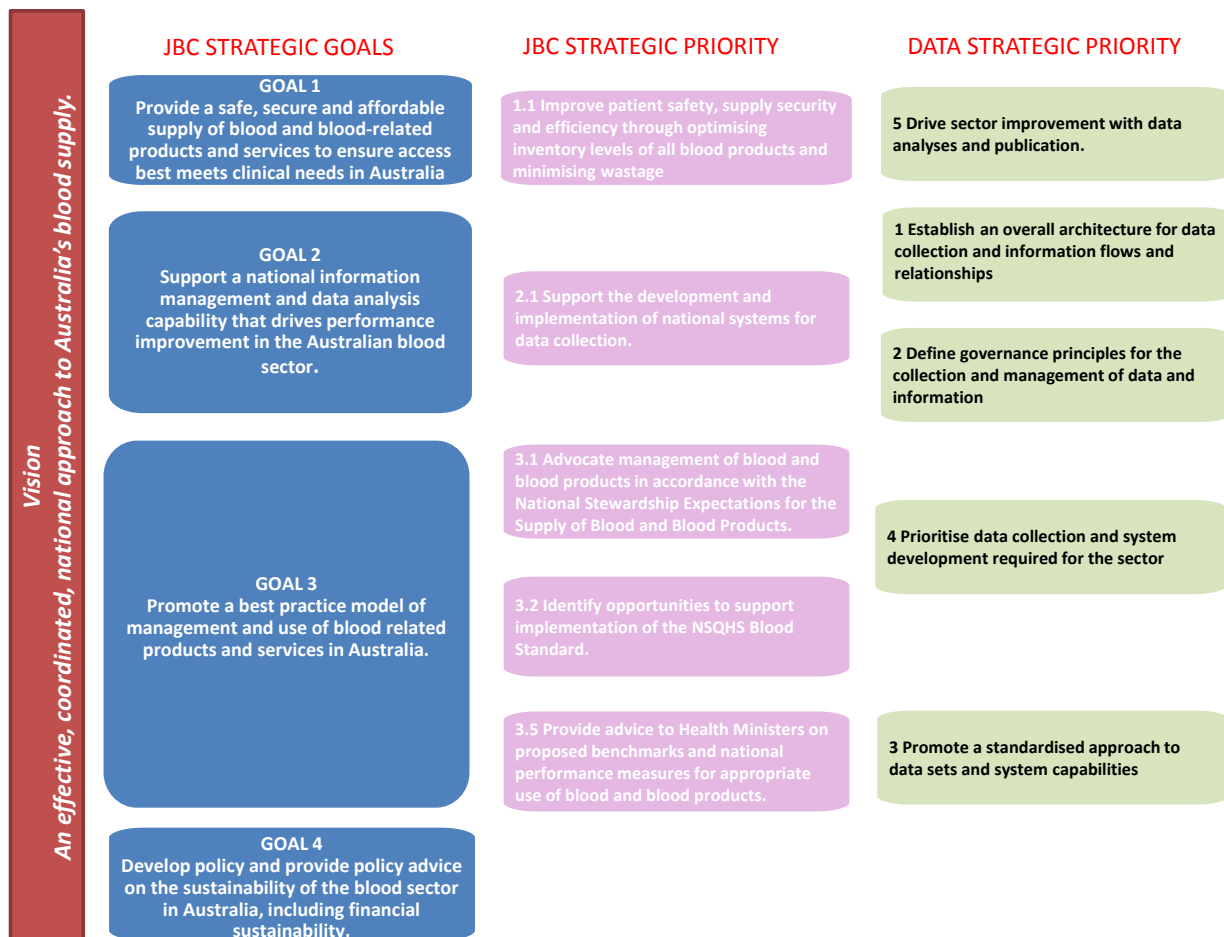 Vision
An effective, coordinated, national approach to Australia's blood supply.
JBC STRATEGIC GOALS
JBC STRATEGIC PRIORITY
DATA STRATEGIC PRIORITY
GOAL 1
Provide a safe, secure and affordable
supply of blood and blood-related
products and services to ensure access
best meets clinical needs in Australia
1.1 Improve patient safety, supply security
and efficiency through optimising
inventory levels of all blood products and
minimising wastage
5 Drive sector improvement with data
analyses and publication.
GOAL 2
Support a national information
management and data analysis
capability that drives performance
improvement in the Australian blood
sector.
2.1 Support the development and
implementation of national systems for
data collection.
1 Establish an overall architecture for data
collection and information flows and
relationships
2 Define governance principles for the
collection and management of data and
information
GOAL 3
Promote a best practice model of
management and use of blood related
products and services in Australia.
3.1 Advocate management of blood and
blood products in accordance with the
National Stewardship Expectations for the
Supply of Blood and Blood Products.
3.2 Identify opportunities to support
implementation of the NSQHS Blood
Standard.
3.5 Provide advice to Health Ministers on
proposed benchmarks and national
performance measures for appropriate
use of blood and blood products.
4 Prioritise data collection and system
development required for the sector
3 Promote a standardised approach to
data sets and system capabilities
GOAL 4
Develop policy and provide policy advice
on the sustainability of the blood sector
in Australia, including financial
sustainability.